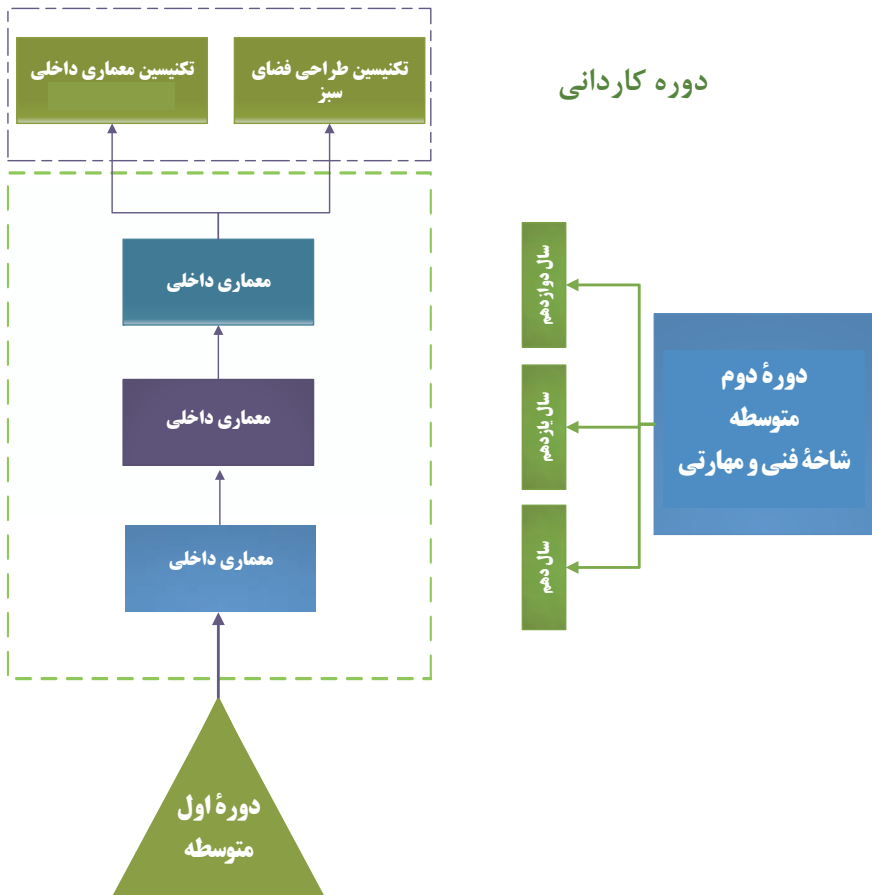 دوره کاردانی
تکنیسین طراحی فضای
سبز
تکنیسین معماری داخلی
دورهٔ دوم
متوسطه
شاخهٔ فنی و مهارتی
سال دوازدهم
سال یازدهم
سال دهم
معماری داخلی
معماری داخلی
معماری داخلی
دورهٔ اول
متوسطه